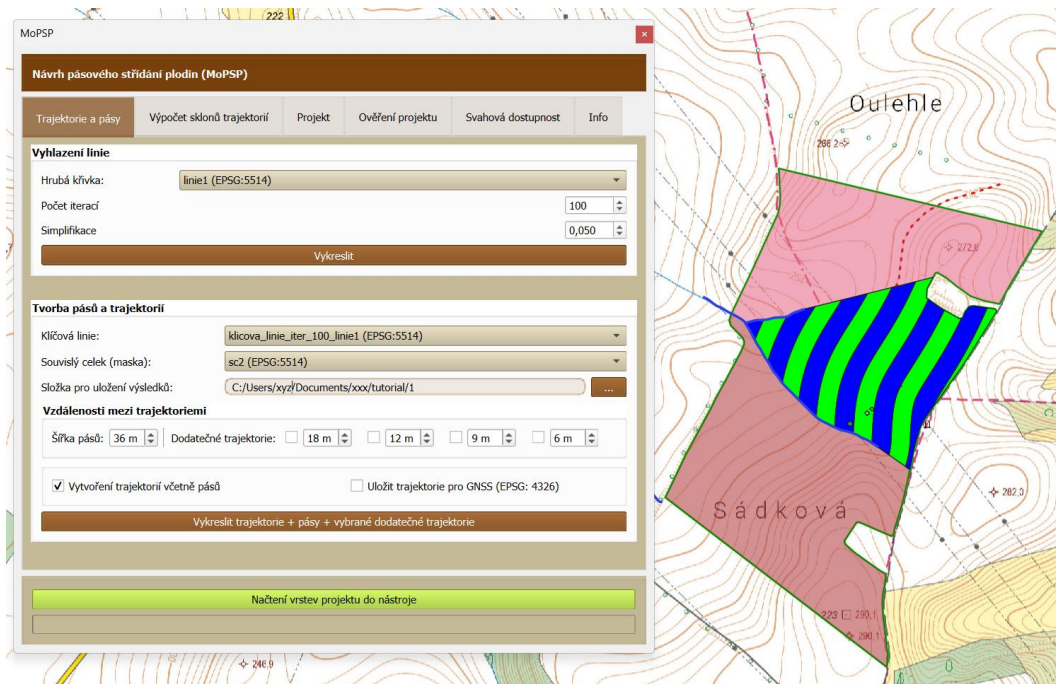 222
MoPSP
Návrh pásového střídání plodin (MoPSP)
Trajektorie a pásy
Výpočet sklonů trajektorií
Projekt
Ověření projektu
Svahová dostupnost
Info
Vyhlazení linie
Hrubá křivka:
linie1 (EPSG:5514)
Počet iterací
100
Simplifikace
0,050
Vykreslit
Tvorba pásů a trajektorií
Klíčová linie:
klicova_linie_iter_100_linie1 (EPSG:5514)
Souvislý celek (maska):
sc2 (EPSG:5514)
Složka pro uložení výsledků:
C:/Users/xyz/Documents/xxx/tutorial/1
...
Vzdálenosti mezi trajektoriemi
Šířka pásů:
36 m
Dodatečné trajektorie:
18 m
12 m
9 m
6 m
Vytvoření trajektorií včetně pásů
Uložit trajektorie pro GNSS (EPSG: 4326)
Vykreslit trajektorie + pásy + vybrané dodatečné trajektorie
Načtení vrstev projektu do nástroje
Oulehle
272,6
282,0
Sádková
223
290,1
290,1
246,9